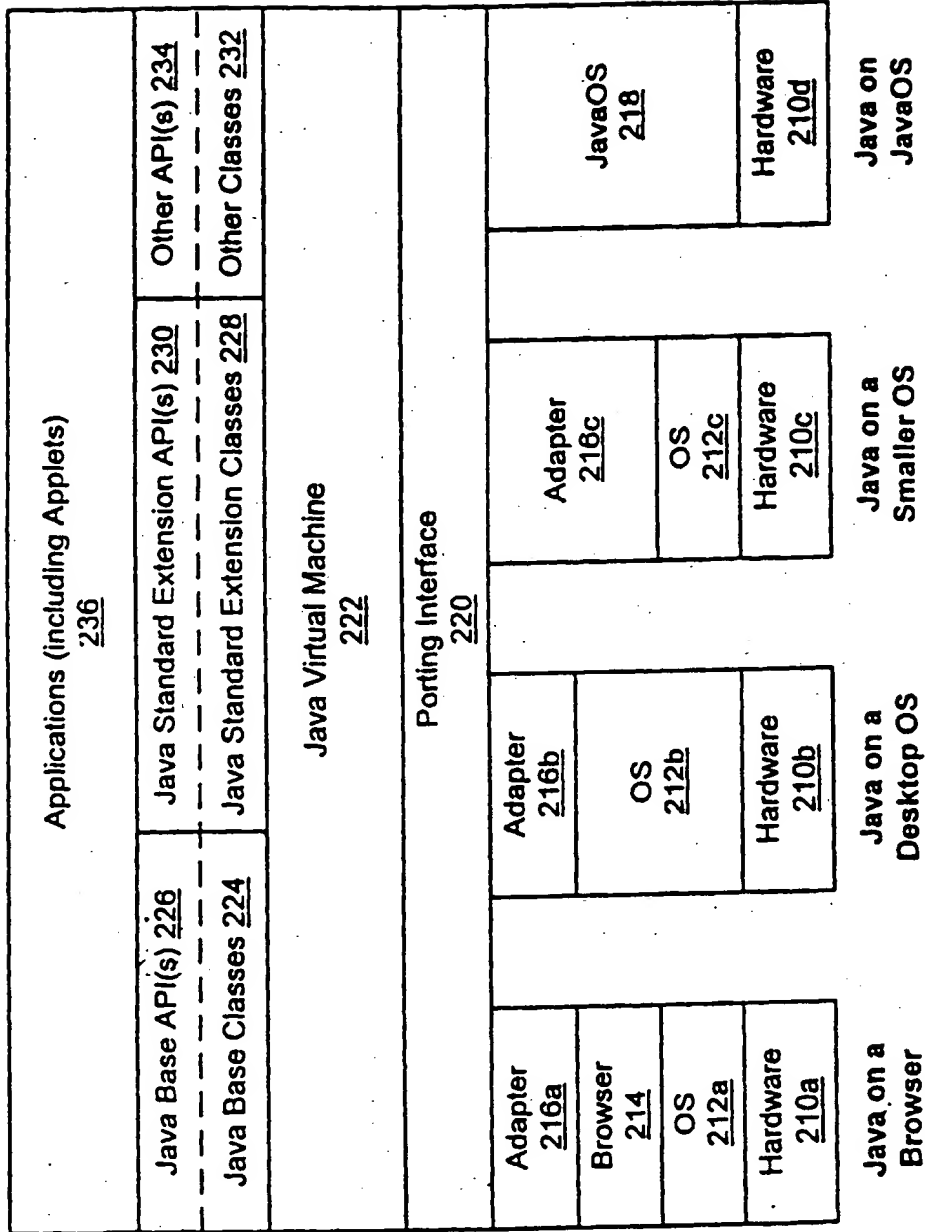 Applications (including Applets)
236
Java Base API(s) 226
Java Standard Extension API(s) 230
Other API(s) 234
Java Base Classes 224
Java Standard Extension Classes 228
Other Classes 232
Java Virtual Machine
222
Porting Interface
220
Adapter
216a
Browser
214
OS
212a
Hardware
210a
Java on a
Browser
Adapter
216b
OS
212b
Hardware
210b
Java on a
Desktop OS
Adapter
216c
OS
212c
Hardware
210c
Java on a
Smaller OS
JavaOS
218
Hardware
210d
Java on
JavaOS